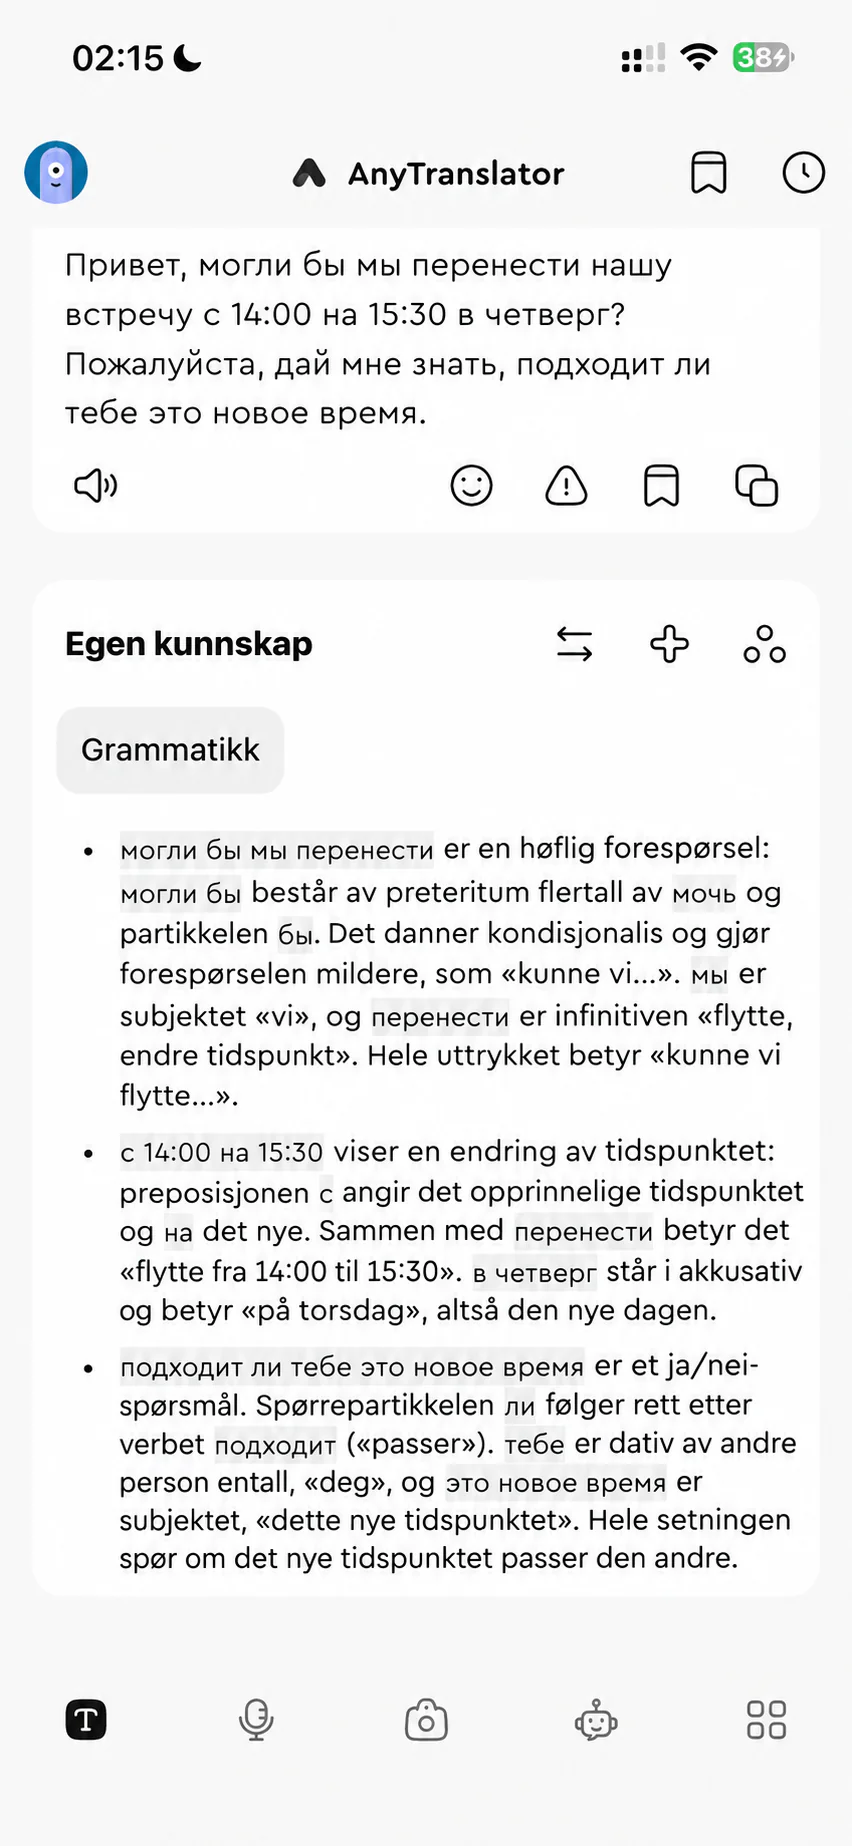 02:15
38
AnyTranslator
Привет, могли бы мы перенести нашу
встречу с 14:00 на 15:30 в четверг?
Пожалуйста, дай мне знать, подходит ли
тебе это новое время.
Egen kunnskap
Grammatikk
• могли бы мы перенести er en høflig forespørsel:
могли бы består av preteritum flertall av мочь og
partikkelen бы. Det danner kondisjonalis og gjør
forespørselen mildere, som «kunne vi...». мы er
subjektet «vi», og перенести er infinitiven «flytte,
endre tidspunkt». Hele uttrykket betyr «kunne vi
flytte...».
• с 14:00 на 15:30 viser en endring av tidspunktet:
preposisjonen с angir det opprinnelige tidspunktet
og на det nye. Sammen med перенести betyr det
«flytte fra 14:00 til 15:30». в четверг står i akkusativ
og betyr «på torsdag», altså den nye dagen.
• подходит ли тебе это новое время er et ja/nei-
spørsmål. Spørrepartikkelen ли følger rett etter
verbet подходит («passer»). тебе er dativ av andre
person entall, «deg», og это новое время er
subjektet, «dette nye tidspunktet». Hele setningen
spør om det nye tidspunktet passer den andre.
T